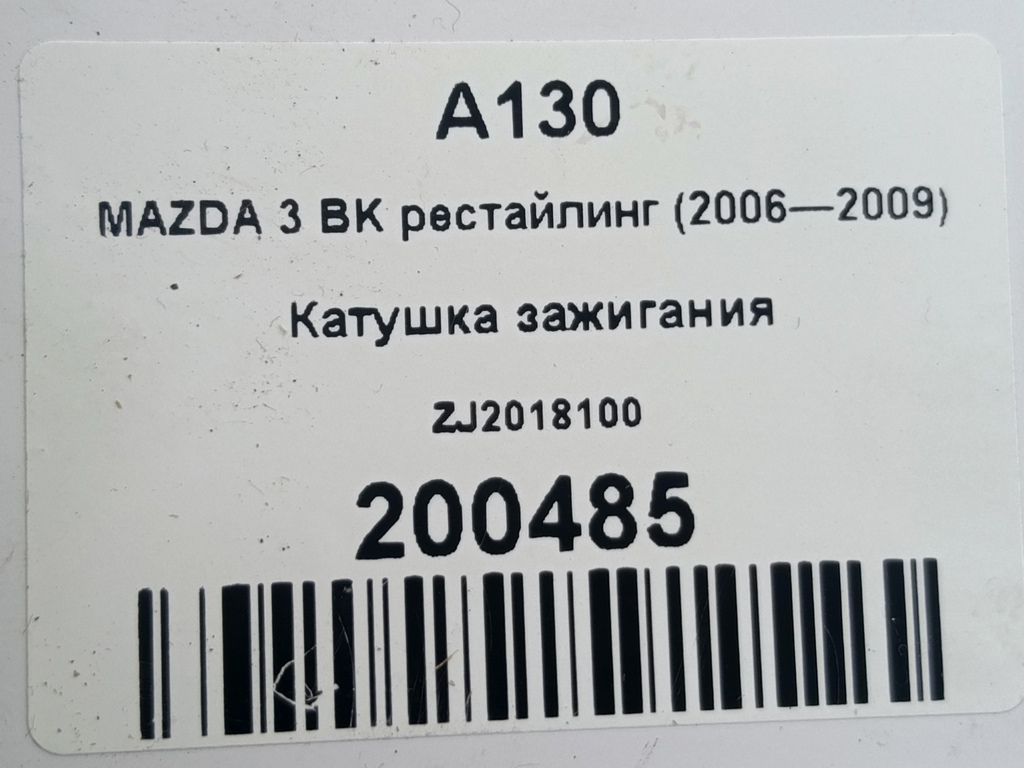 A130
MAZDA 3 BK рестайлинг (2006—2009)
Катушка зажигания
ZJ2018100
200485